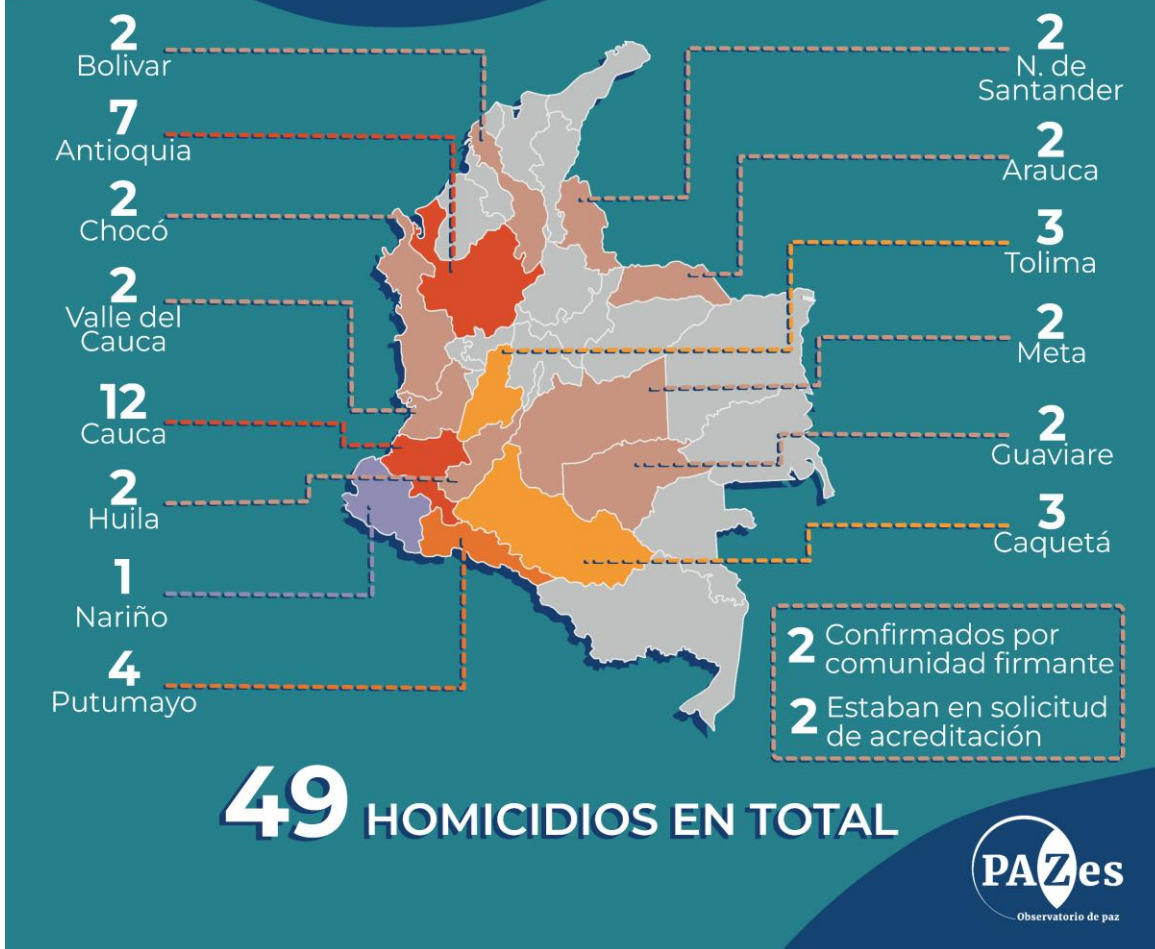 2
Bolivar
7
Antioquia
2
Chocó
2
Valle del
Cauca
12
Cauca
2
Huila
1
Nariño
4
Putumayo
2
N. de
Santander
2
Arauca
3
Tolima
2
Meta
2
Guaviare
3
Caquetá
2 Confirmados por
comunidad firmante
2 Estaban en solicitud
de acreditación
49 HOMICIDIOS EN TOTAL
PAZes
Observatorio de paz